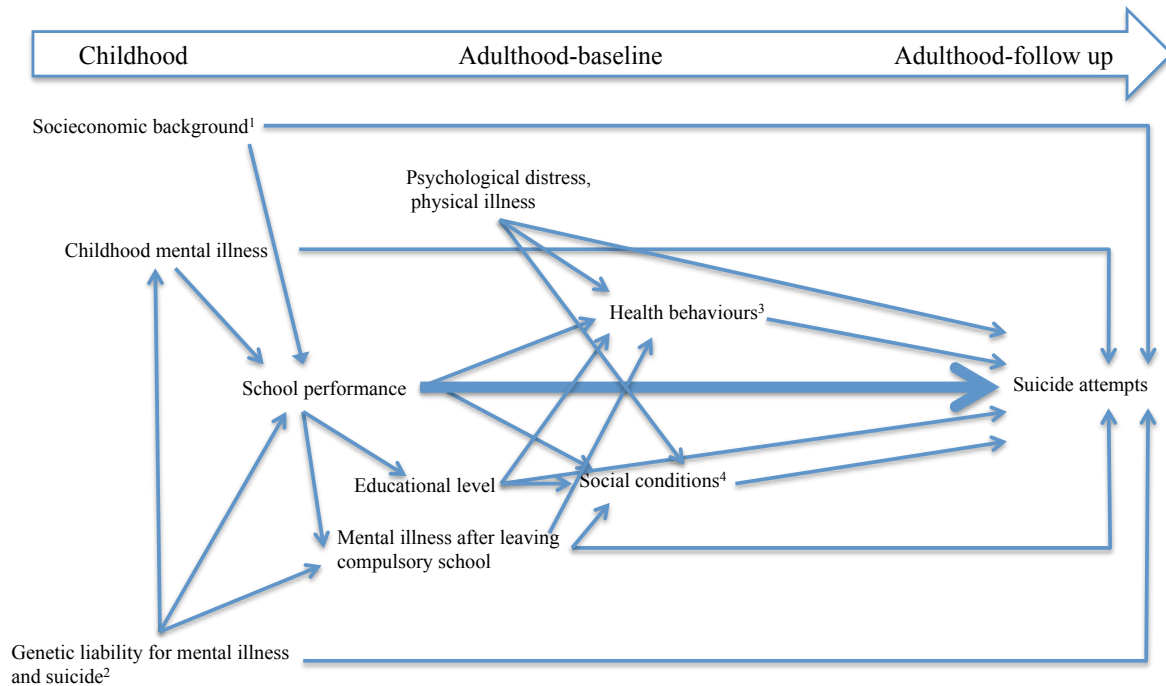 Childhood Adulthood-baseline Adulthood-follow up
Socieconomic background¹
Psychological distress,
physical illness
Childhood mental illness
Health behaviours³
School performance
Suicide attempts
Educational level
Social conditions⁴
Mental illness after leaving
compulsory school
Genetic liability for mental illness
and suicide²